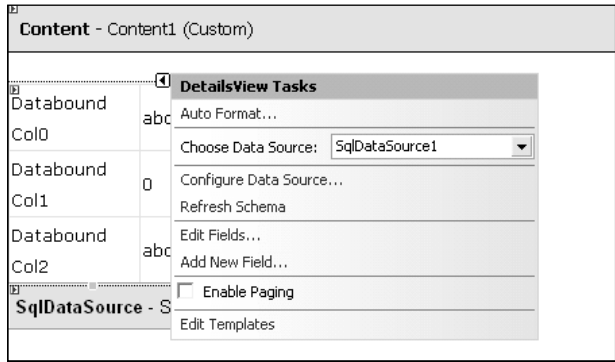 Content - Content1 (Custom)
DetailsView Tasks
Databound
Col0
abc
Auto Format...
Choose Data Source: SqlDataSource1
Databound
Col1
0
Configure Data Source...
Refresh Schema
Databound
Col2
abc
Edit Fields...
Add New Field...
Enable Paging
SqlDataSource - S
Edit Templates